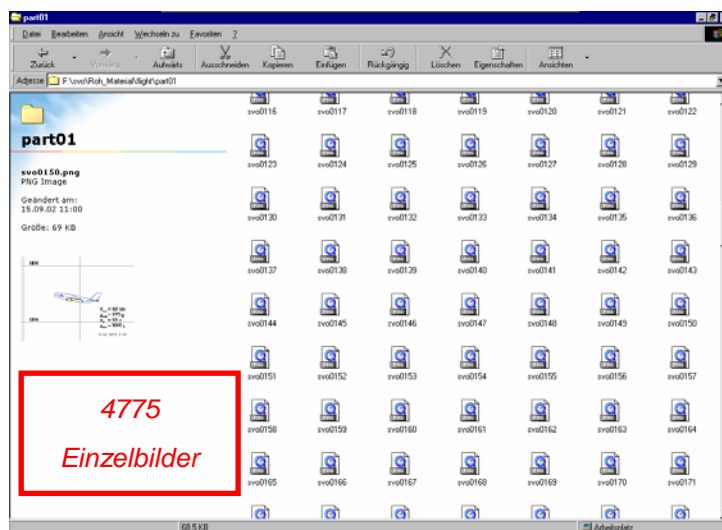 part01
Datei Bearbeiten Ansicht Wechseln zu Favoriten ?
Zurück Vorwärts Aufwärts Ausschneiden Kopieren Einfügen Rückgängig Löschen Eigenschaften Ansichten
Adresse F:\svo\Roh_Material\flight\part01
part01
svo0150.png
PNG Image
Geändert am:
15.09.02 11:00
Größe: 69 KB
4775
Einzelbilder
svo0116 svo0117 svo0118 svo0119 svo0120 svo0121 svo0122
svo0123 svo0124 svo0125 svo0126 svo0127 svo0128 svo0129
svo0130 svo0131 svo0132 svo0133 svo0134 svo0135 svo0136
svo0137 svo0138 svo0139 svo0140 svo0141 svo0142 svo0143
svo0144 svo0145 svo0146 svo0147 svo0148 svo0149 svo0150
svo0151 svo0152 svo0153 svo0154 svo0155 svo0156 svo0157
svo0158 svo0159 svo0160 svo0161 svo0162 svo0163 svo0164
svo0165 svo0166 svo0167 svo0168 svo0169 svo0170 svo0171
68,5 KB Arbeitsplatz